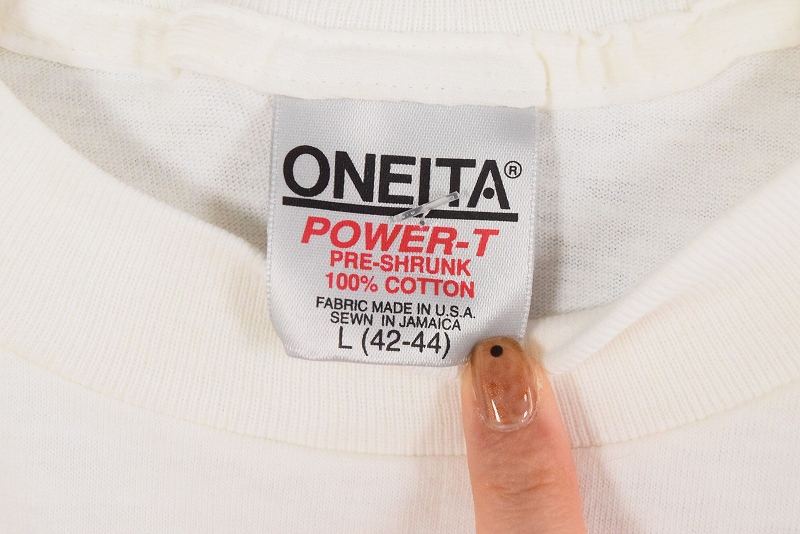 ONEITA®
POWER-T
PRE-SHRUNK
100% COTTON
FABRIC MADE IN U.S.A.
SEWN IN JAMAICA
L (42-44)